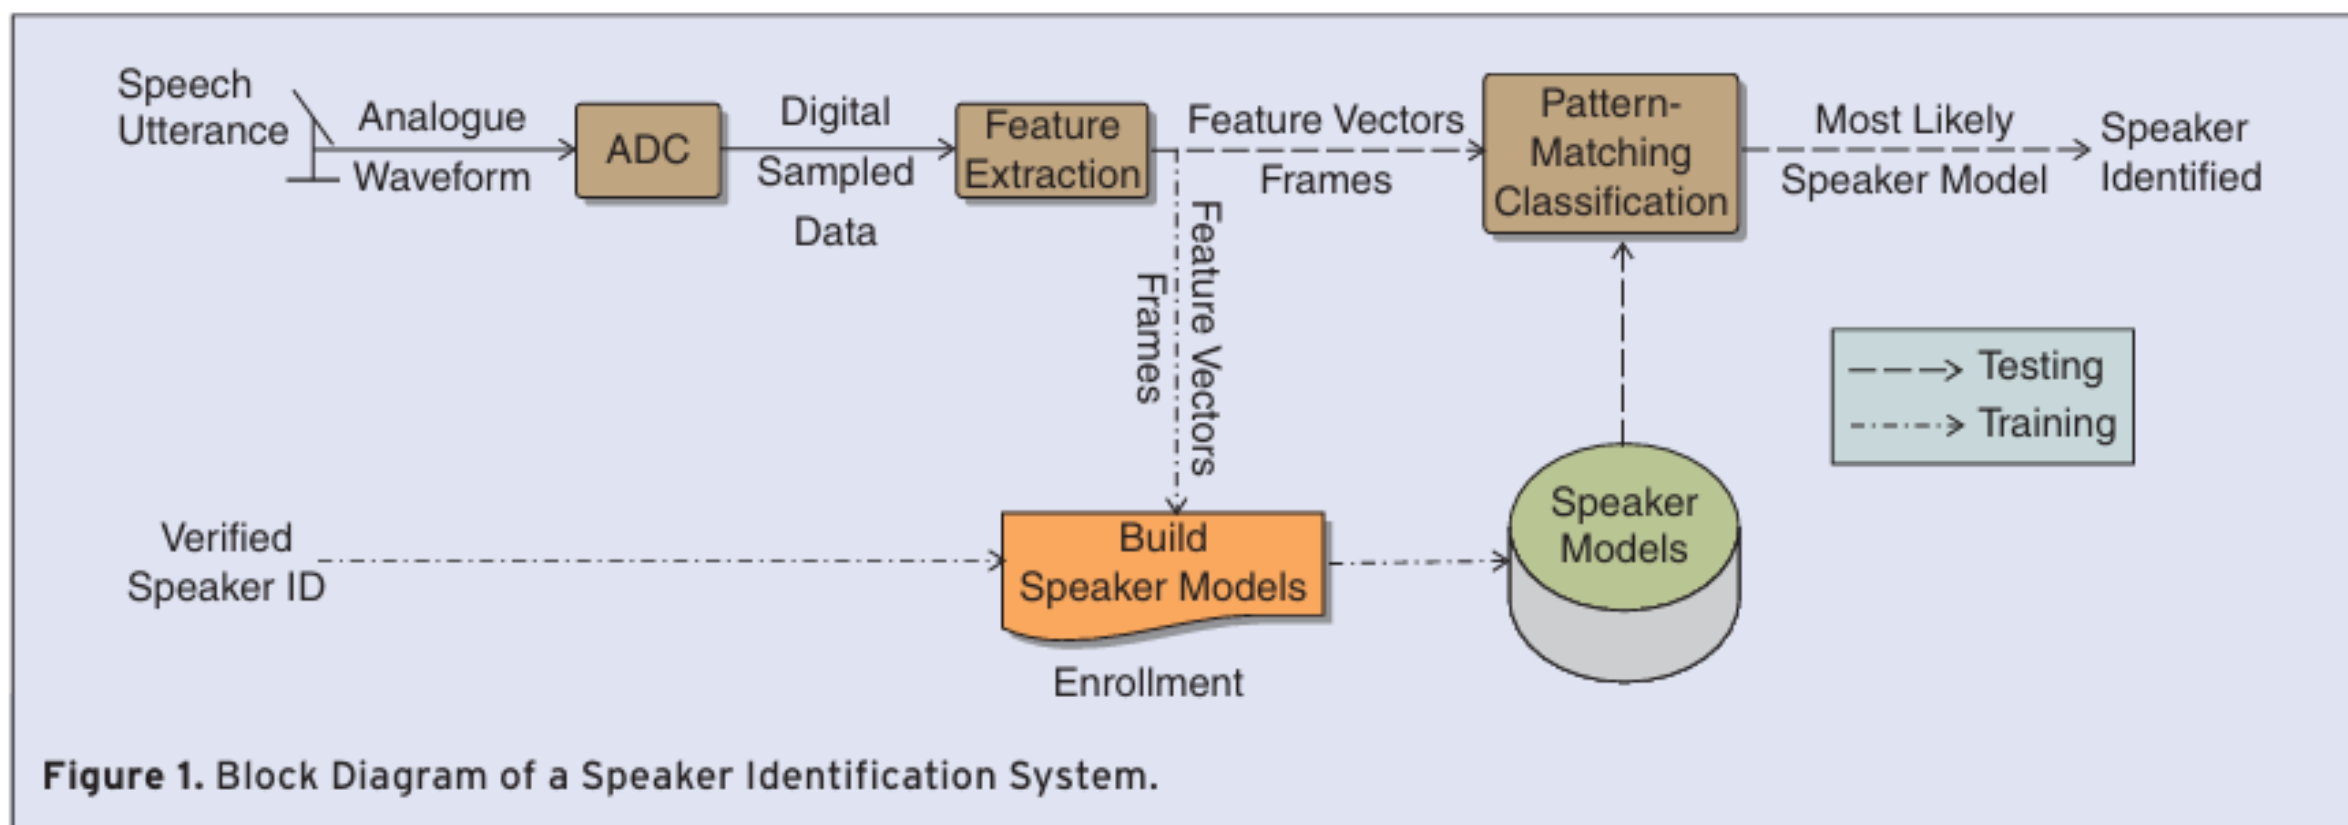 Speech
Utterance
Analogue
Waveform
ADC
Digital
Sampled
Data
Feature
Extraction
Feature Vectors
Frames
Pattern-
Matching
Classification
Most Likely
Speaker Model
Speaker
Identified
Feature Vectors
Frames
Testing
Training
Verified
Speaker ID
Build
Speaker Models
Enrollment
Speaker
Models
Figure 1. Block Diagram of a Speaker Identification System.